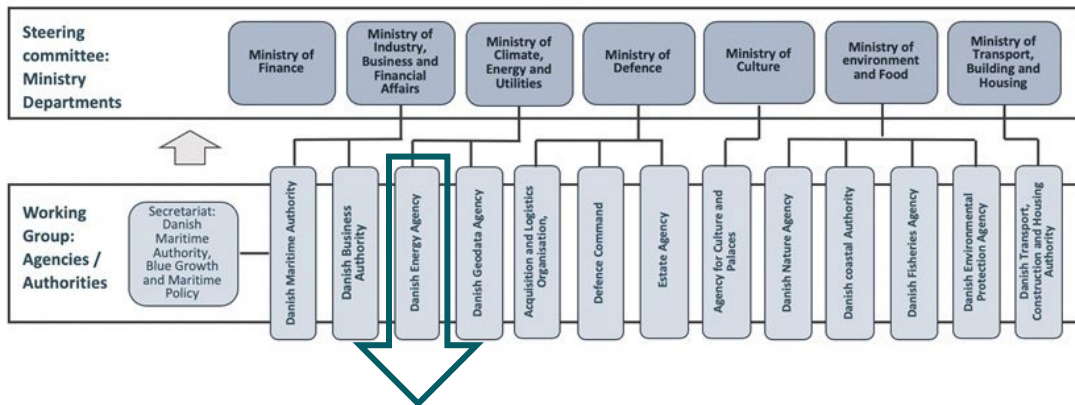 Steering
committee:
Ministry
Departments
Ministry of
Finance
Ministry of
Industry,
Business and
Financial
Affairs
Ministry of
Climate,
Energy and
Utilities
Ministry of
Defence
Ministry
of Culture
Ministry of
environment
and Food
Ministry of
Transport,
Building and
Housing
Working
Group:
Agencies /
Authorities
Secretariat:
Danish
Maritime
Authority,
Blue Growth
and Maritime
Policy
Danish Maritime Authority
Danish Business
Authority
Danish Energy Agency
Danish Geodata Agency
Acquisition and Logistics
Organisation,
Defence Command
Estate Agency
Agency for Culture and
Palaces
Danish Nature Agency
Danish coastal Authority
Danish Fisheries Agency
Danish Environmental
Protection Agency
Danish Transport,
Construction and Housing
Authority